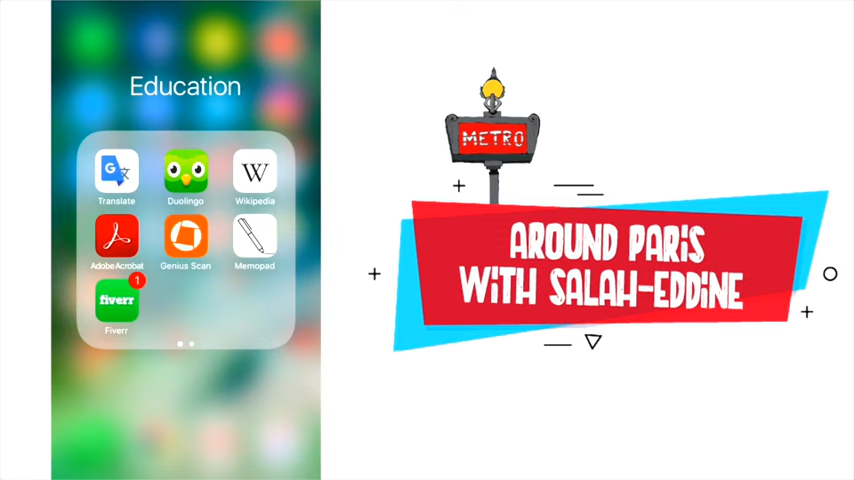 Education
Translate
Duolingo
W
Wikipedia
Adobe Acrobat
Genius Scan
Memopad
1
fiverr
Fiverr
G
METRO
AROUND PARIS
WITH SALAH-EDDINE